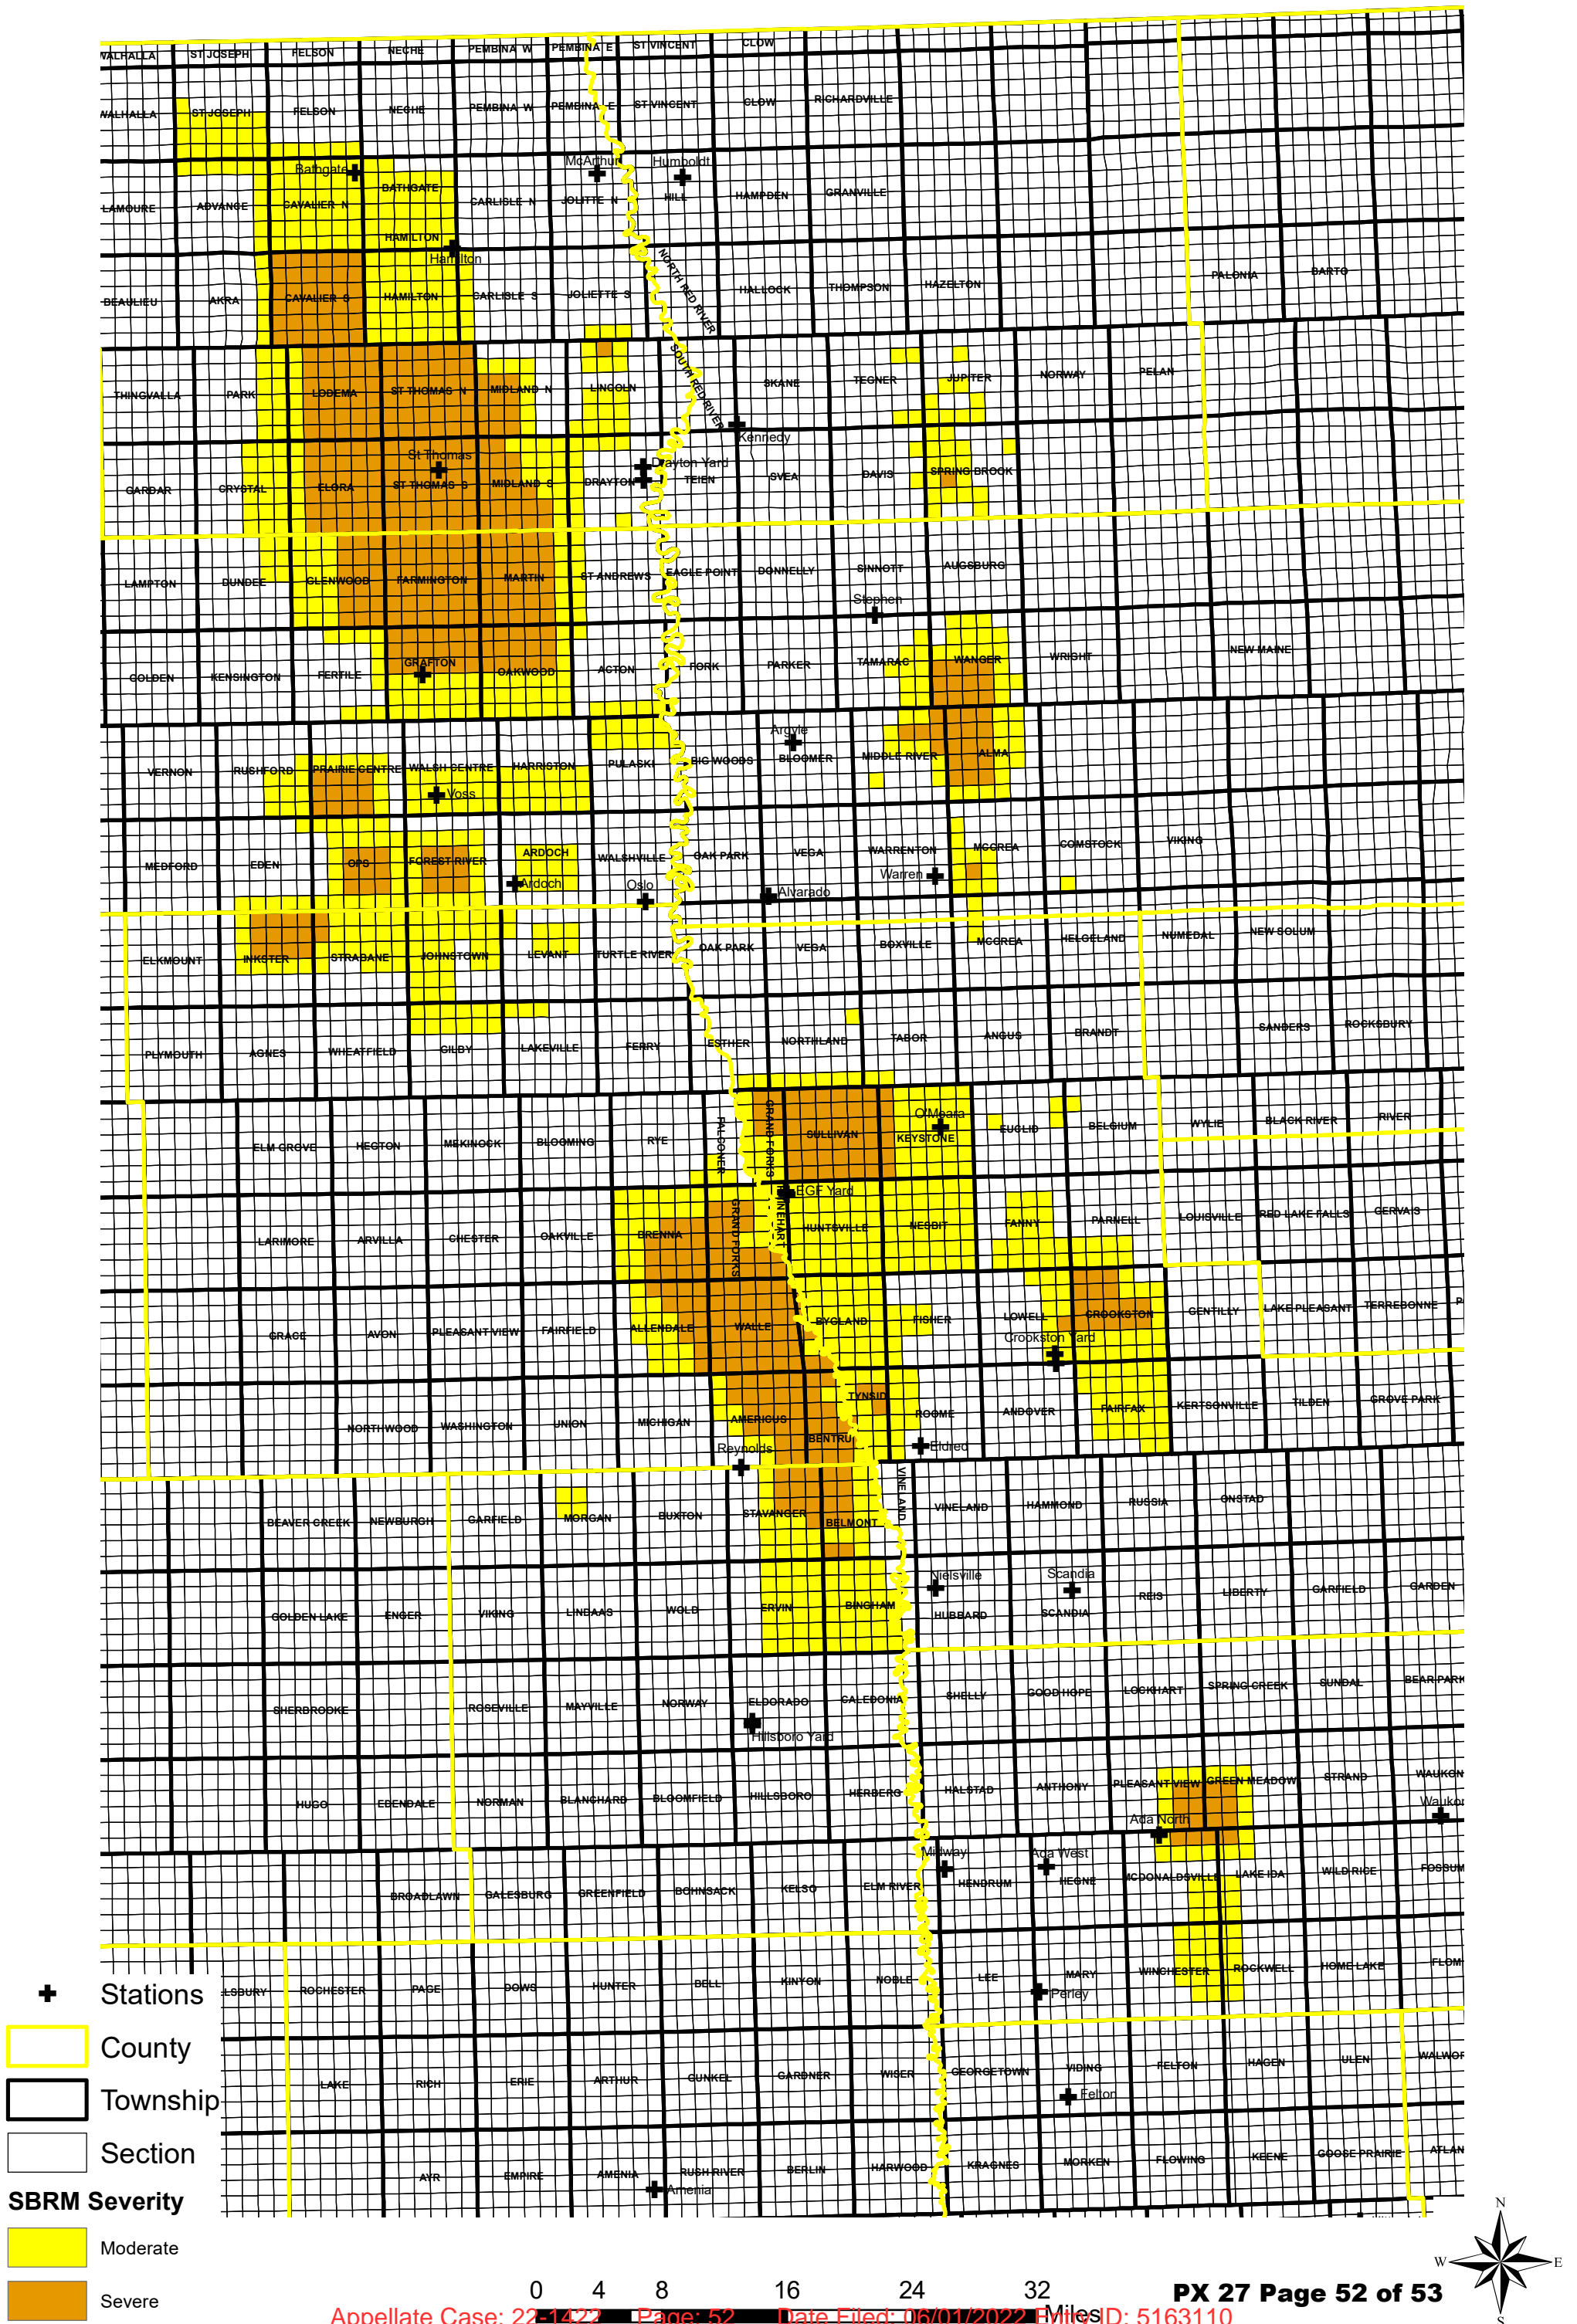 WALHALLA ST JOSEPH FELSON NECHE PEMBINA W PEMBINA E ST VINCENT CLOW
WALHALLA ST JOSEPH FELSON NECHE PEMBINA W PEMBINA E ST VINCENT CLOW RICHARDVILLE
Bathgate McArthur Humboldt
LAMOURE ADVANCE CAVALIER N BATHGATE CARLISLE N JOLITTE N HILL HAMPDEN GRANVILLE
HAMILTON
Hamilton
NORTH RED RIVER
BEAULIEU AKRA CAVALIER S HAMILTON CARLISLE S JOLIETTE S HALLOCK THOMPSON HAZELTON PALONIA BARTO
SOUTH RED RIVER
THINGVALLA PARK LODEMA ST THOMAS N MIDLAND N LINCOLN SKANE TEGNER JUPITER NORWAY PELAN
Kennedy
St Thomas Drayton Yard
GARDAR CRYSTAL ELORA ST THOMAS S MIDLAND S DRAYTON TEIEN SVEA DAVIS SPRING BROOK
LAMPTON DUNDEE GLENWOOD FARMINGTON MARTIN ST ANDREWS EAGLE POINT DONNELLY SINNOTT AUGSBURG
Stephen
GOLDEN KENSINGTON FERTILE GRAFTON OAKWOOD ACTON FORK PARKER TAMARAC WANGER WRIGHT NEW MAINE
Argyle
VERNON RUSHFORD PRAIRIE CENTRE WALSH CENTRE HARRISTON PULASKI BIG WOODS BLOOMER MIDDLE RIVER ALMA
Voss
MEDFORD EDEN OPS FOREST RIVER ARDOCH WALSHVILLE OAK PARK VEGA WARRENTON MCCREA COMSTOCK VIKING
Ardoch Oslo Alvarado Warren
ELKMOUNT INKSTER STRABANE JOHNSTOWN LEVANT TURTLE RIVER OAK PARK VEGA BOXVILLE MCCREA HELGELAND NUMEDAL NEW SOLUM
PLYMOUTH AGNES WHEATFIELD GILBY LAKEVILLE FERRY ESTHER NORTHLAND TABOR ANGUS BRANDT SANDERS ROCKSBURY
O'Meara
ELM GROVE HEGTON MEKINOCK BLOOMING RYE FALCONER GRAND FORKS SULLIVAN KEYSTONE EUCLID BELGIUM WYLIE BLACK RIVER RIVER
EGF Yard
LARIMORE ARVILLA CHESTER OAKVILLE BRENNA GRAND FORKS RHINEHART HUNTSVILLE NESBIT FANNY PARNELL LOUISVILLE RED LAKE FALLS GERVAIS
GRACE AVON PLEASANT VIEW FAIRFIELD ALLENDALE WALLE BYGLAND FISHER LOWELL CROOKSTON GENTILLY LAKE PLEASANT TERREBONNE P
Crookston Yard
NORTHWOOD WASHINGTON UNION MICHIGAN AMERICUS BENTRU TYNSID ROOME ANDOVER FAIRFAX KERTSONVILLE TILDEN GROVE PARK
Reynolds Eldred
BEAVER CREEK NEWBURGH GARFIELD MORGAN BUXTON STAVANGER BELMONT VINELAND VINELAND HAMMOND RUSSIA ONSTAD
Nielsville Scandia
GOLDEN LAKE ENGER VIKING LINDAAS WOLD ERVIN BINGHAM HUBBARD SCANDIA REIS LIBERTY GARFIELD GARDEN
SHERBROOKE ROSEVILLE MAYVILLE NORWAY ELDORADO CALEDONIA SHELLY GOOD HOPE LOCKHART SPRING CREEK SUNDAL BEAR PARK
Hillsboro Yard
HUGO EDENDALE NORMAN BLANCHARD BLOOMFIELD HILLSBORO HERBERG HALSTAD ANTHONY PLEASANT VIEW GREEN MEADOW STRAND WAUKON
Ada North Waukon
Midway Ada West
BROADLAWN GALESBURG GREENFIELD BOHNSACK KELSO ELM RIVER HENDRUM HEGNE MCDONALDSVILLE LAKE IDA WILD RICE FOSSUM
LSBURY ROCHESTER PAGE DOWS HUNTER BELL KINYON NOBLE LEE MARY WINCHESTER ROCKWELL HOME LAKE FLOM
Perley
LAKE RICH ERIE ARTHUR GUNKEL GARDNER WISER GEORGETOWN VIDING FELTON HAGEN ULEN WALWOR
Felton
AYR EMPIRE AMENIA RUSH RIVER BERLIN HARWOOD KRAGNES MORKEN FLOWING KEENE GOOSE PRAIRIE ATLAN
Amenia
Stations
County
Township
Section
SBRM Severity
Moderate
Severe
0 4 8 16 24 32
Miles
N
W E
S
PX 27 Page 52 of 53
Appellate Case: 22-1422 Page: 52 Date Filed: 06/01/2022 Entry ID: 5163110